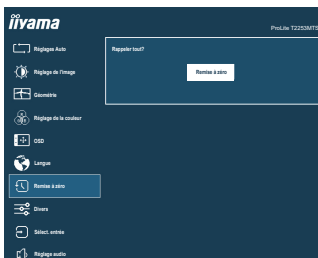 iiyama
ProLite T2253MTS
Réglages Auto
Rappeler tout?
Réglage de l'image
Remise à zéro
Géométrie
Réglage de la couleur
OSD
Langue
Remise à zéro
Divers
Sélect. entrée
Réglage audio